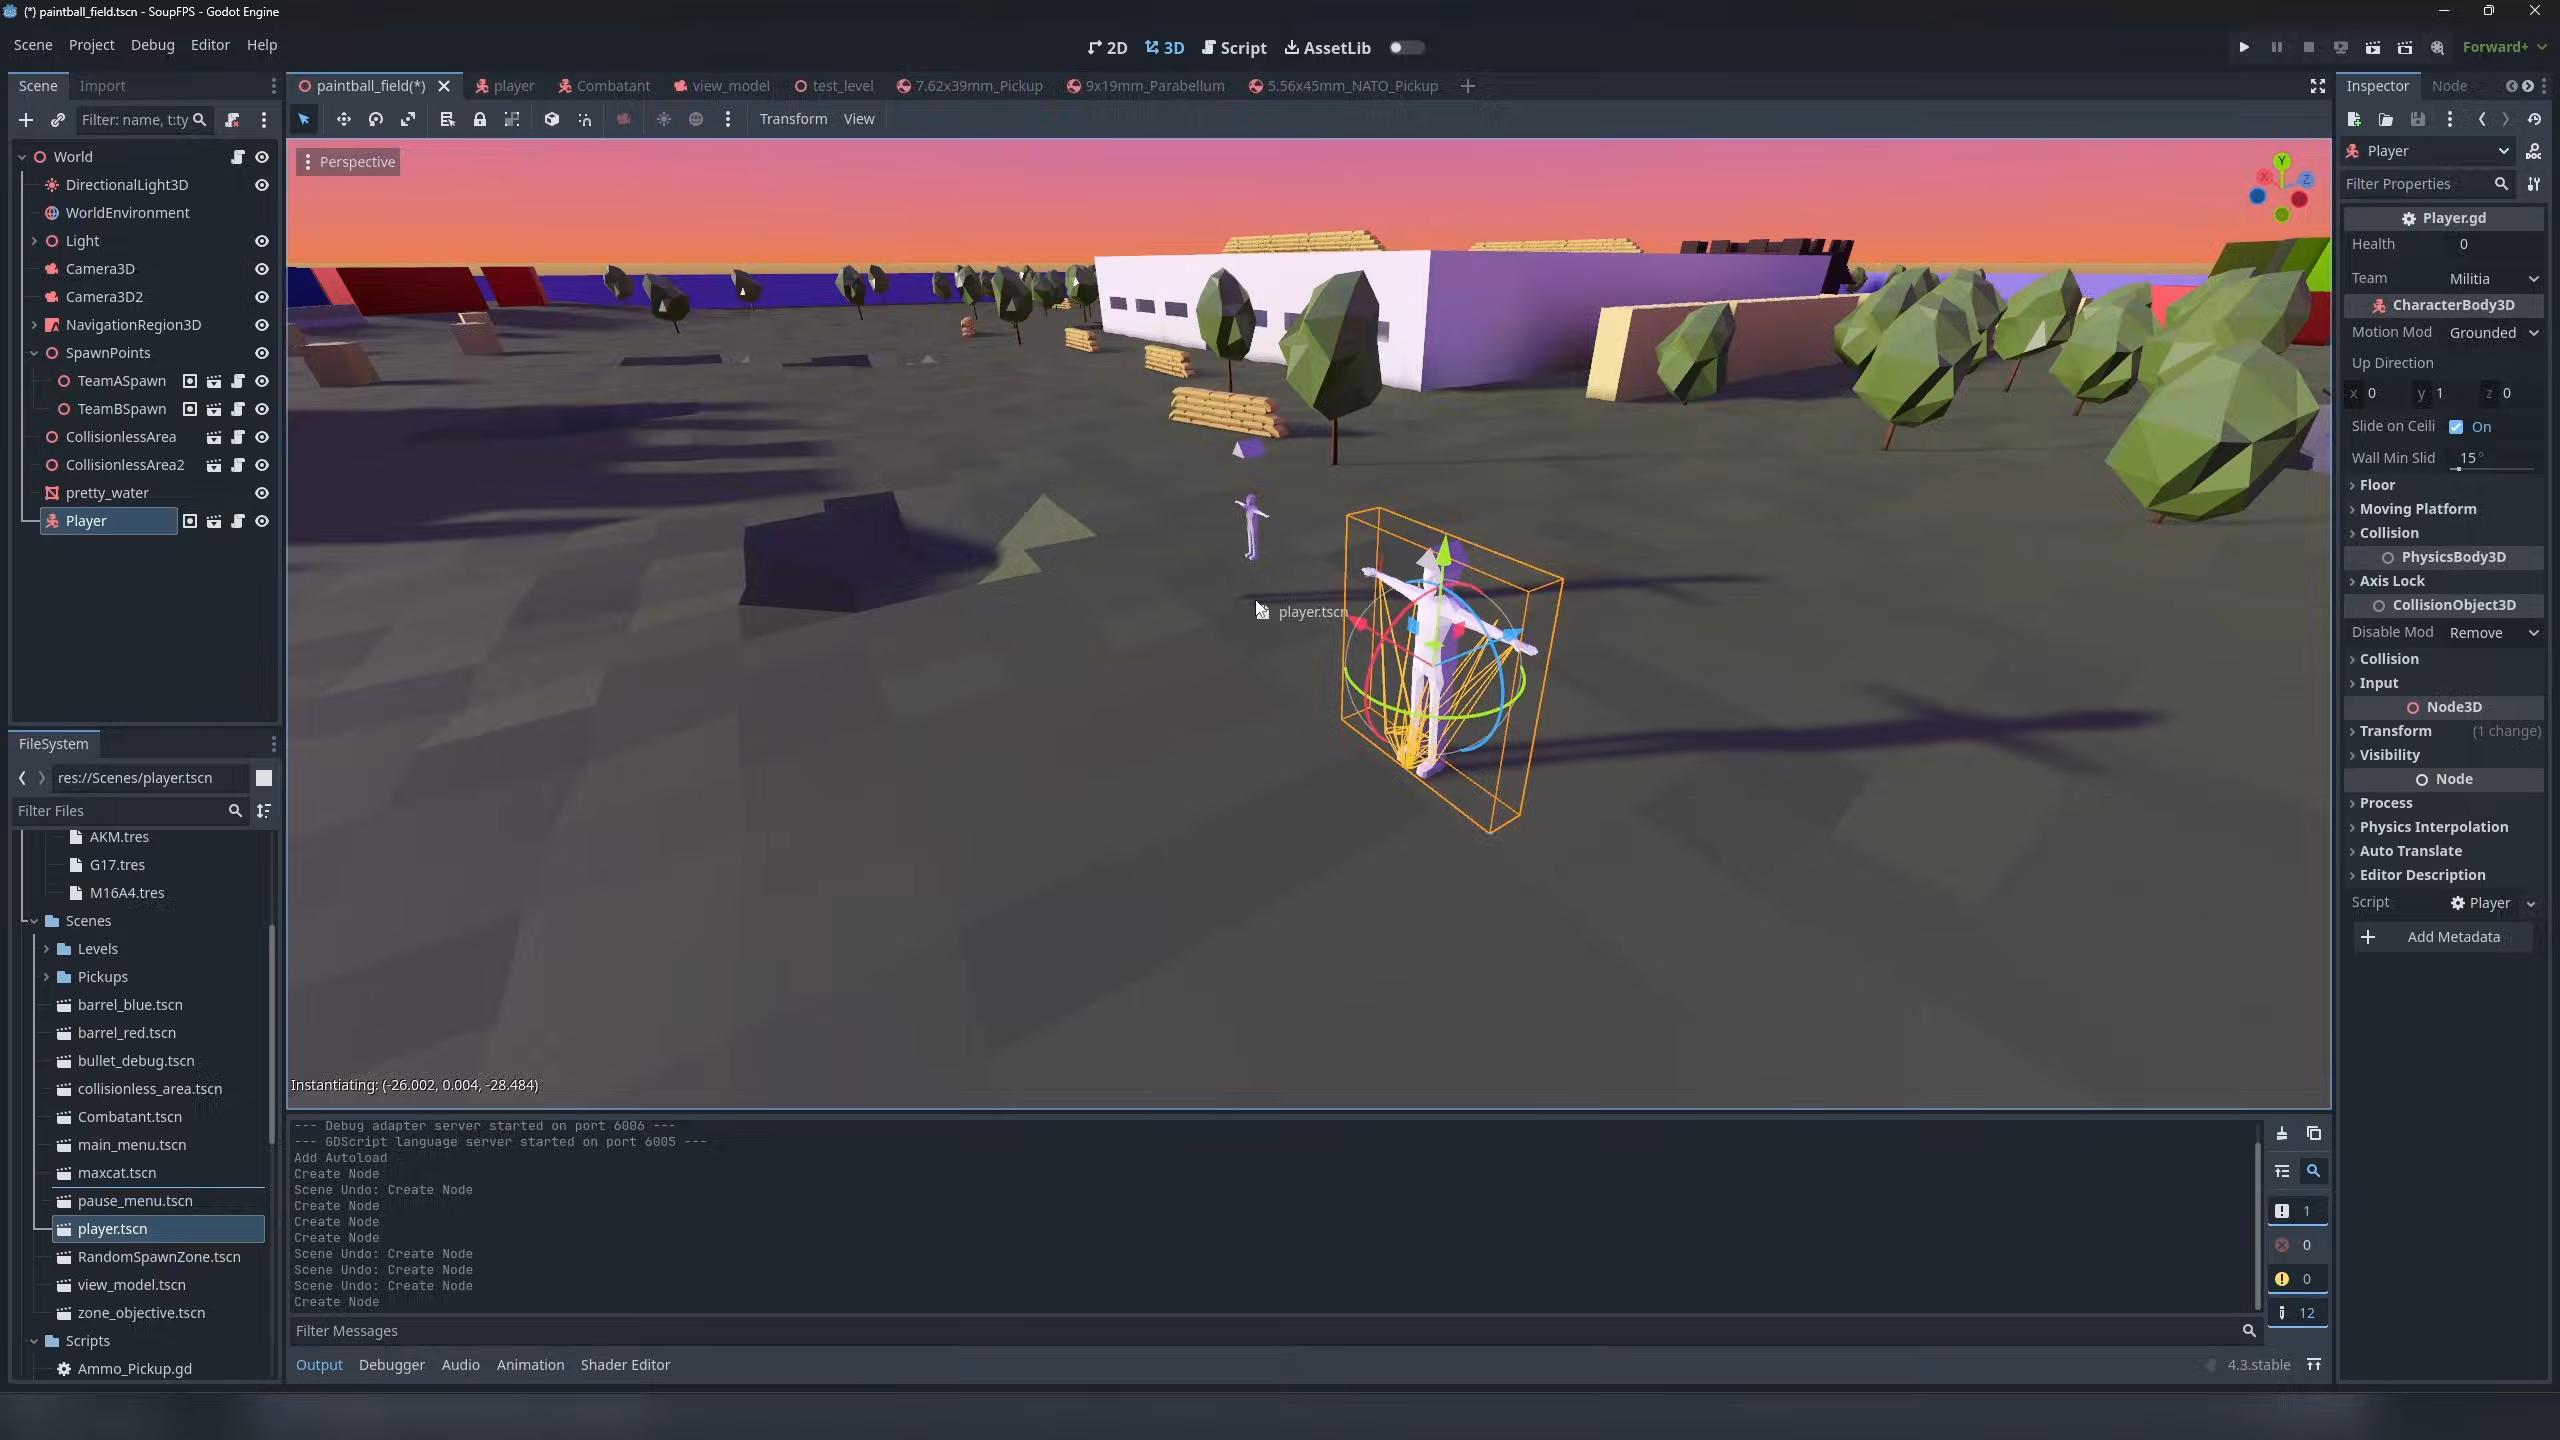 (*) paintball_field.tscn - SoupFPS - Godot Engine
Scene Project Debug Editor Help
2D 3D Script AssetLib
Forward+
Scene Import
paintball_field(*) player Combatant view_model test_level 7.62x39mm_Pickup 9x19mm_Parabellum 5.56x45mm_NATO_Pickup
Inspector Node
Filter: name, t:ty
Transform View
World
DirectionalLight3D
WorldEnvironment
Light
Camera3D
Camera3D2
NavigationRegion3D
SpawnPoints
TeamASpawn
TeamBSpawn
CollisionlessArea
CollisionlessArea2
pretty_water
Player
FileSystem
res://Scenes/player.tscn
Filter Files
AKM.tres
G17.tres
M16A4.tres
Scenes
Levels
Pickups
barrel_blue.tscn
barrel_red.tscn
bullet_debug.tscn
collisionless_area.tscn
Combatant.tscn
main_menu.tscn
maxcat.tscn
pause_menu.tscn
player.tscn
RandomSpawnZone.tscn
view_model.tscn
zone_objective.tscn
Scripts
Ammo_Pickup.gd
Perspective
X Y Z
player.tscn
Instantiating: (-26.002, 0.004, -28.484)
--- Debug adapter server started on port 6006 ---
--- GDScript language server started on port 6005 ---
Add Autoload
Create Node
Scene Undo: Create Node
Create Node
Create Node
Create Node
Scene Undo: Create Node
Scene Undo: Create Node
Scene Undo: Create Node
Create Node
1
0
0
12
Filter Messages
Output Debugger Audio Animation Shader Editor
4.3.stable
Player
Filter Properties
Player.gd
Health 0
Team Militia
CharacterBody3D
Motion Mod Grounded
Up Direction
x 0 y 1 z 0
Slide on Ceili On
Wall Min Slid 15°
Floor
Moving Platform
Collision
PhysicsBody3D
Axis Lock
CollisionObject3D
Disable Mod Remove
Collision
Input
Node3D
Transform (1 change)
Visibility
Node
Process
Physics Interpolation
Auto Translate
Editor Description
Script Player
Add Metadata